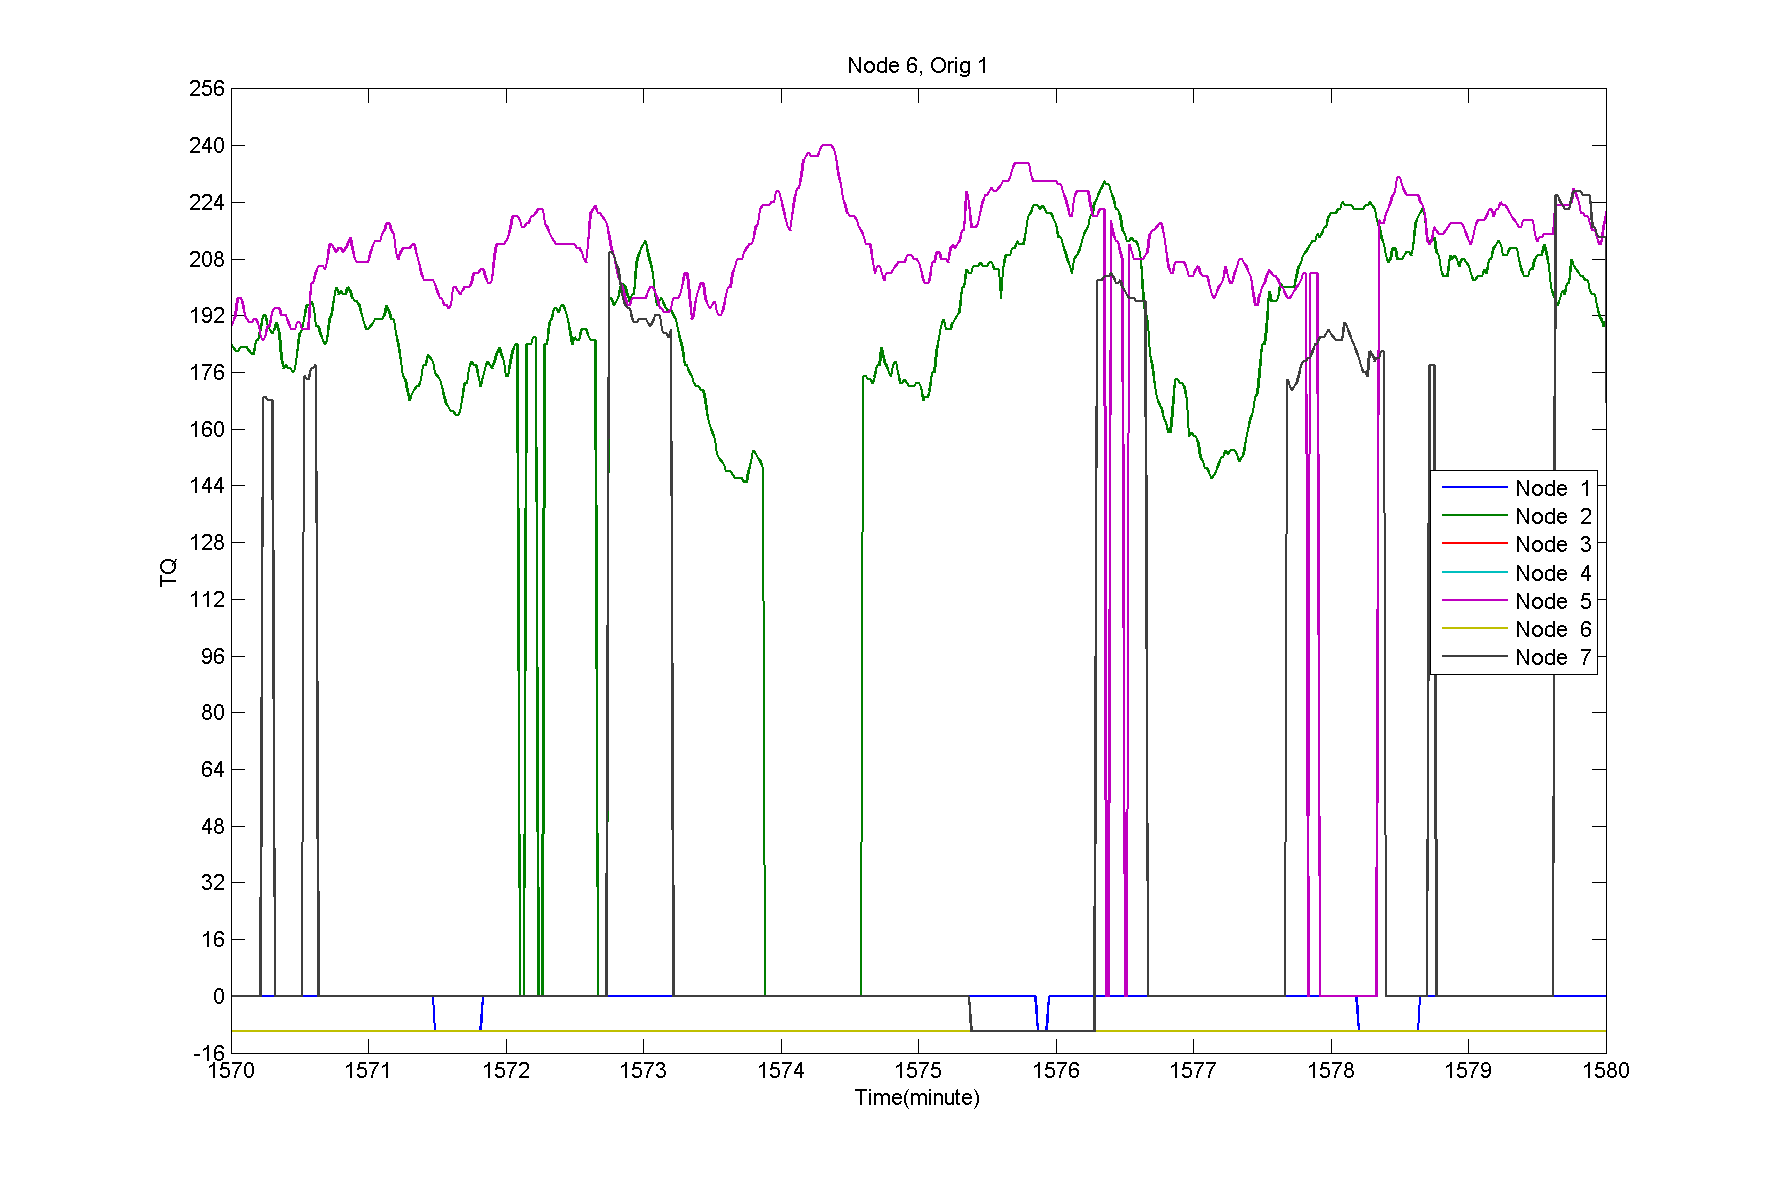 Node 6, Orig 1
256
240
224
208
192
176
160
144
128
112
96
80
64
48
32
16
0
-16
TQ
Node 1
Node 2
Node 3
Node 4
Node 5
Node 6
Node 7
1570 1571 1572 1573 1574 1575 1576 1577 1578 1579 1580
Time(minute)